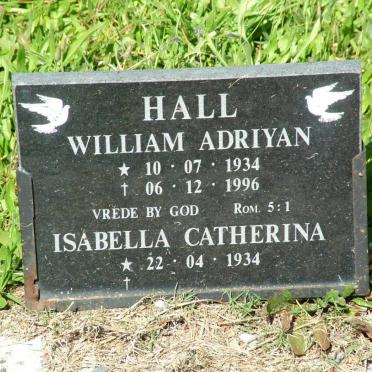 HALL
WILLIAM ADRIYAN
★ 10 · 07 · 1934
† 06 · 12 · 1996
VREDE BY GOD ROM. 5:1
ISABELLA CATHERINA
★ 22 · 04 · 1934
†